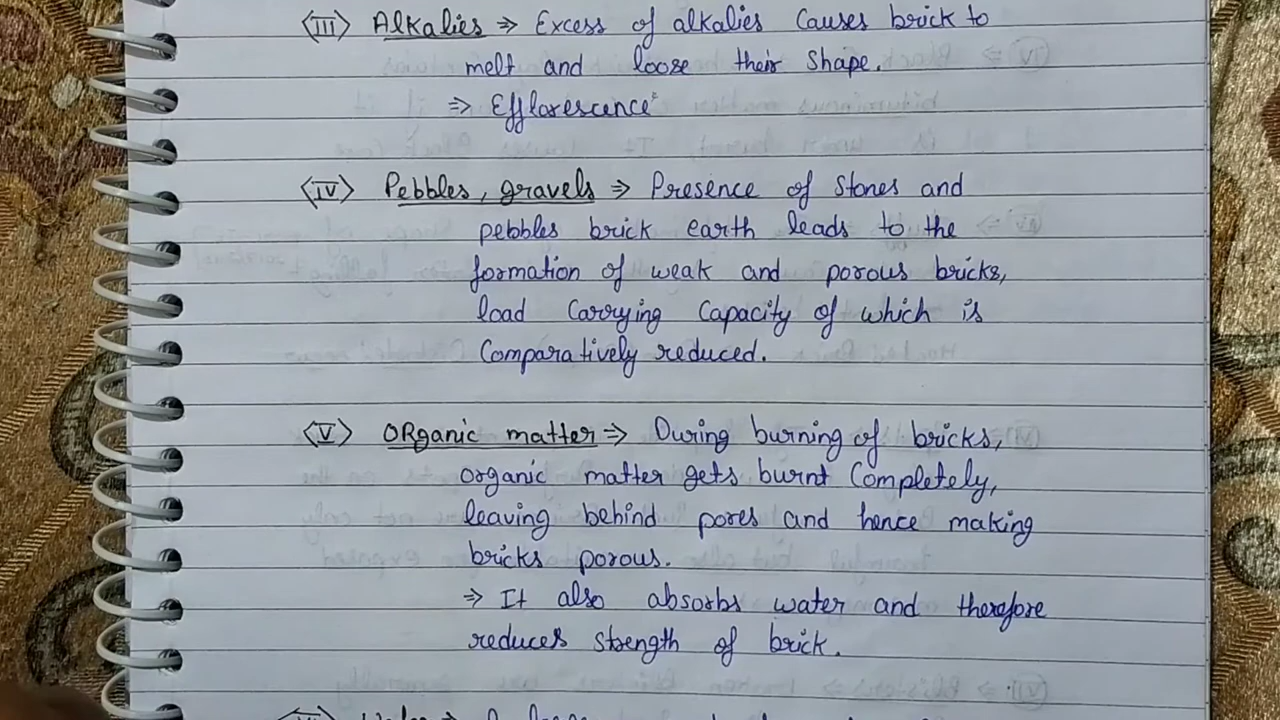 (III) Alkalies ⇒ Excess of alkalies Causes brick to
melt and loose their Shape.
⇒ Efflorescence
(IV) Pebbles, gravels ⇒ Presence of Stones and
pebbles brick earth leads to the
formation of weak and porous bricks,
load Carrying Capacity of which is
Comparatively reduced.
(V) ORganic matter ⇒ During burning of bricks,
organic matter gets burnt Completely,
leaving behind pores and hence making
bricks porous.
⇒ It also absorbs water and therefore
reduces Strength of brick.